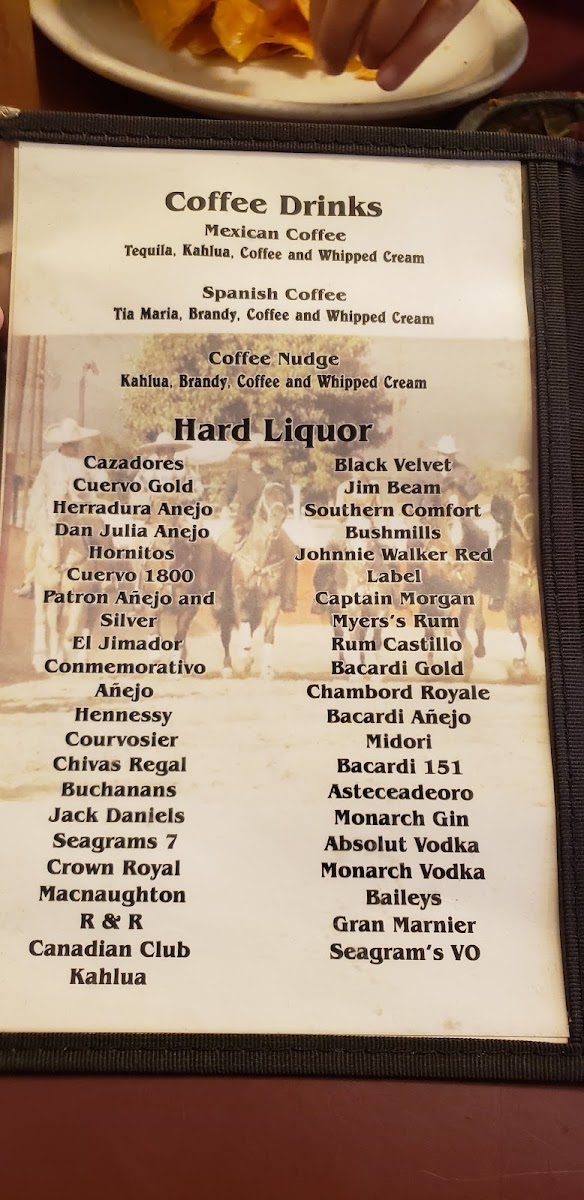 Coffee Drinks
Mexican Coffee
Tequila, Kahlua, Coffee and Whipped Cream
Spanish Coffee
Tia Maria, Brandy, Coffee and Whipped Cream
Coffee Nudge
Kahlua, Brandy, Coffee and Whipped Cream
Hard Liquor
Cazadores
Cuervo Gold
Herradura Anejo
Dan Julia Anejo
Hornitos
Cuervo 1800
Patron Añejo and
Silver
El Jimador
Conmemorativo
Añejo
Hennessy
Courvosier
Chivas Regal
Buchanans
Jack Daniels
Seagrams 7
Crown Royal
Macnaughton
R & R
Canadian Club
Kahlua
Black Velvet
Jim Beam
Southern Comfort
Bushmills
Johnnie Walker Red
Label
Captain Morgan
Myers's Rum
Rum Castillo
Bacardi Gold
Chambord Royale
Bacardi Añejo
Midori
Bacardi 151
Asteceadeoro
Monarch Gin
Absolut Vodka
Monarch Vodka
Baileys
Gran Marnier
Seagram's VO